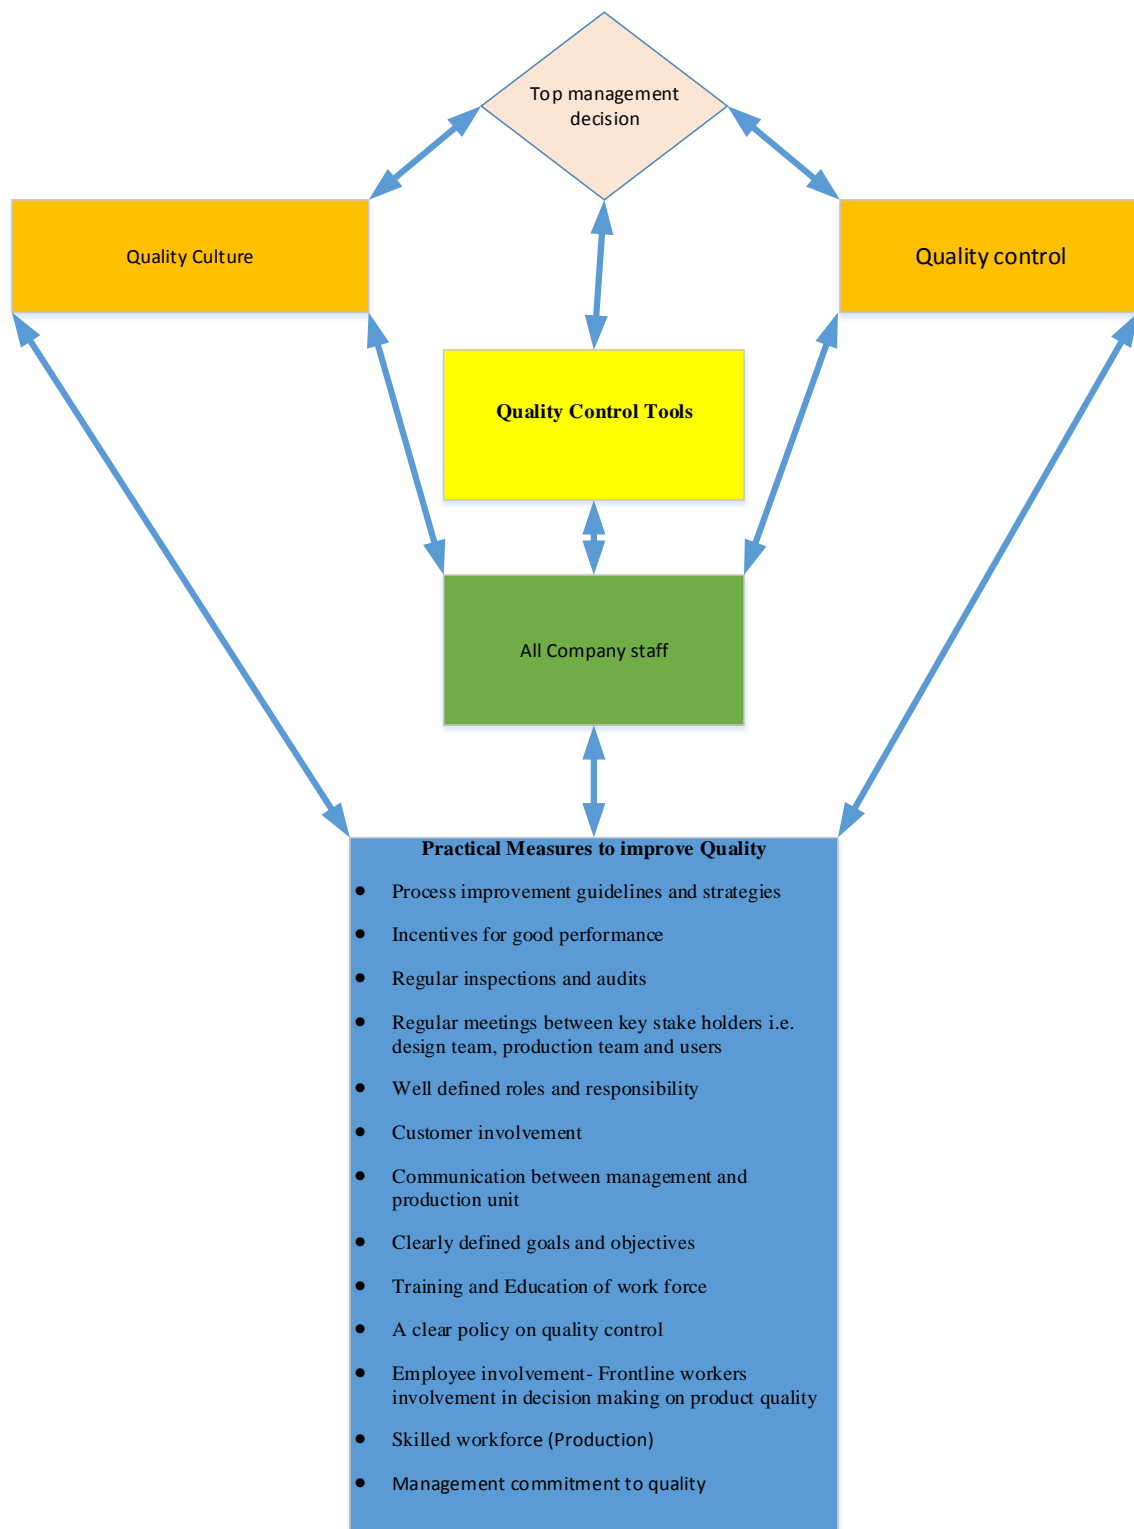 Top management
decision
Quality Culture
Quality control
Quality Control Tools
All Company staff
Practical Measures to improve Quality
● Process improvement guidelines and strategies
● Incentives for good performance
● Regular inspections and audits
● Regular meetings between key stake holders i.e.
design team, production team and users
● Well defined roles and responsibility
● Customer involvement
● Communication between management and
production unit
● Clearly defined goals and objectives
● Training and Education of work force
● A clear policy on quality control
● Employee involvement- Frontline workers
involvement in decision making on product quality
● Skilled workforce (Production)
● Management commitment to quality